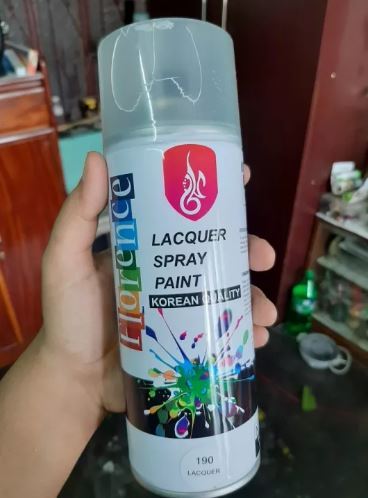 Florence
LACQUER
SPRAY
PAINT
KOREAN QUALITY
190
LACQUER